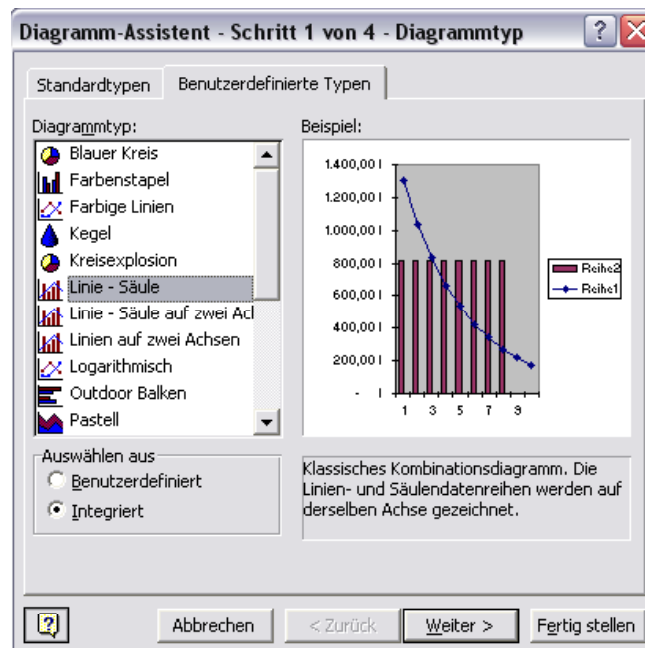 Diagramm-Assistent - Schritt 1 von 4 - Diagrammtyp
Standardtypen
Benutzerdefinierte Typen
Diagrammtyp:
Blauer Kreis
Farbenstapel
Farbige Linien
Kegel
Kreisexplosion
Linie - Säule
Linie - Säule auf zwei Acl
Linien auf zwei Achsen
Logarithmisch
Outdoor Balken
Pastell
Beispiel:
1.400,00 l
1.200,00 l
1.000,00 l
800,00 l
600,00 l
400,00 l
200,00 l
- l
1 3 5 7 9
Reihe2
Reihe1
Auswählen aus
Benutzerdefiniert
Integriert
Klassisches Kombinationsdiagramm. Die
Linien- und Säulendatenreihen werden auf
derselben Achse gezeichnet.
Abbrechen
< Zurück
Weiter >
Fertig stellen